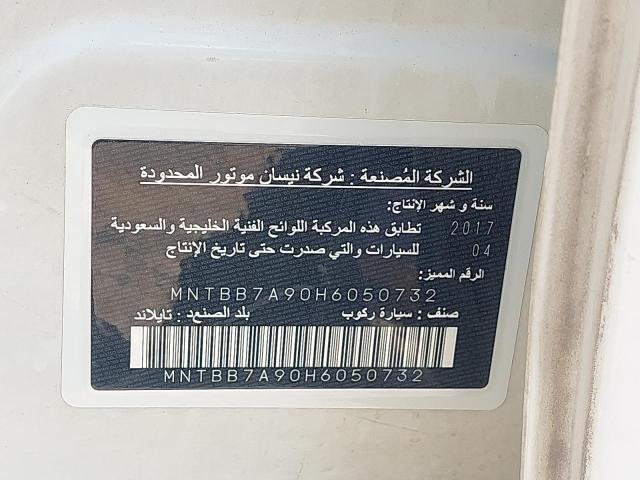 الشركة المُصنعة : شركة نيسان موتور المحدودة
سنة و شهر الإنتاج:
2017 تطابق هذه المركبة اللوائح الفنية الخليجية والسعودية
04 للسيارات والتي صدرت حتى تاريخ الإنتاج
الرقم المميز:
MNTBB7A90H6050732
صنف : سيارة ركوب بلد الصنع : تايلاند
MNTBB7A90H6050732